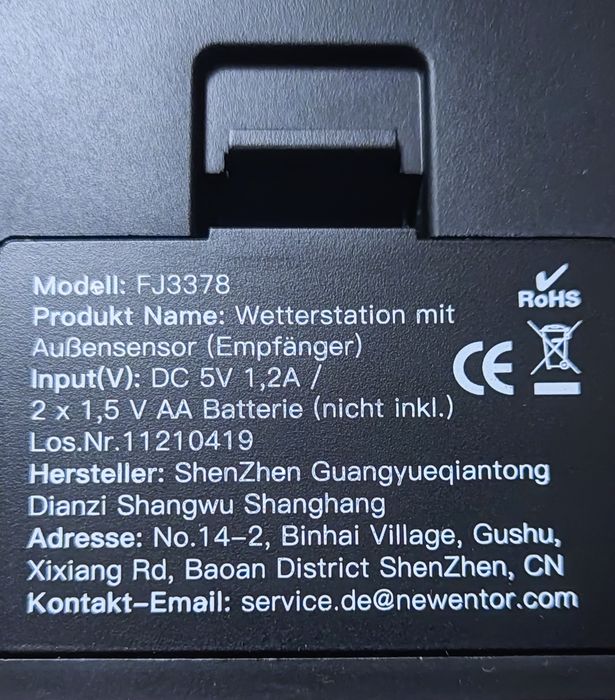 Modell: FJ3378
Produkt Name: Wetterstation mit
Außensensor (Empfänger)
Input(V): DC 5V 1,2A /
2 x 1,5 V AA Batterie (nicht inkl.)
Los.Nr.11210419
Hersteller: ShenZhen Guangyueqiantong
Dianzi Shangwu Shanghang
Adresse: No.14-2, Binhai Village, Gushu,
Xixiang Rd, Baoan District ShenZhen, CN
Kontakt-Email: service.de@newentor.com
RoHS
CE